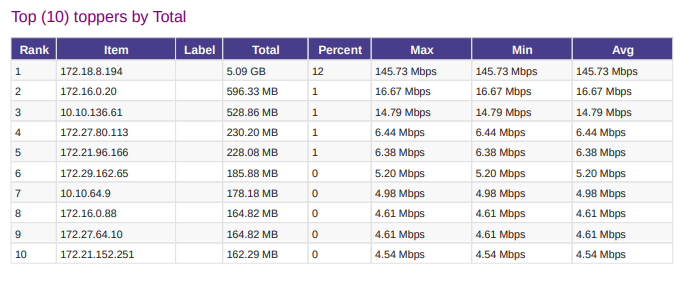 Top (10) toppers by Total
Rank Item Label Total Percent Max Min Avg
1 172.18.8.194 5.09 GB 12 145.73 Mbps 145.73 Mbps 145.73 Mbps
2 172.16.0.20 596.33 MB 1 16.67 Mbps 16.67 Mbps 16.67 Mbps
3 10.10.136.61 528.86 MB 1 14.79 Mbps 14.79 Mbps 14.79 Mbps
4 172.27.80.113 230.20 MB 1 6.44 Mbps 6.44 Mbps 6.44 Mbps
5 172.21.96.166 228.08 MB 1 6.38 Mbps 6.38 Mbps 6.38 Mbps
6 172.29.162.65 185.88 MB 0 5.20 Mbps 5.20 Mbps 5.20 Mbps
7 10.10.64.9 178.18 MB 0 4.98 Mbps 4.98 Mbps 4.98 Mbps
8 172.16.0.88 164.82 MB 0 4.61 Mbps 4.61 Mbps 4.61 Mbps
9 172.27.64.10 164.82 MB 0 4.61 Mbps 4.61 Mbps 4.61 Mbps
10 172.21.152.251 162.29 MB 0 4.54 Mbps 4.54 Mbps 4.54 Mbps